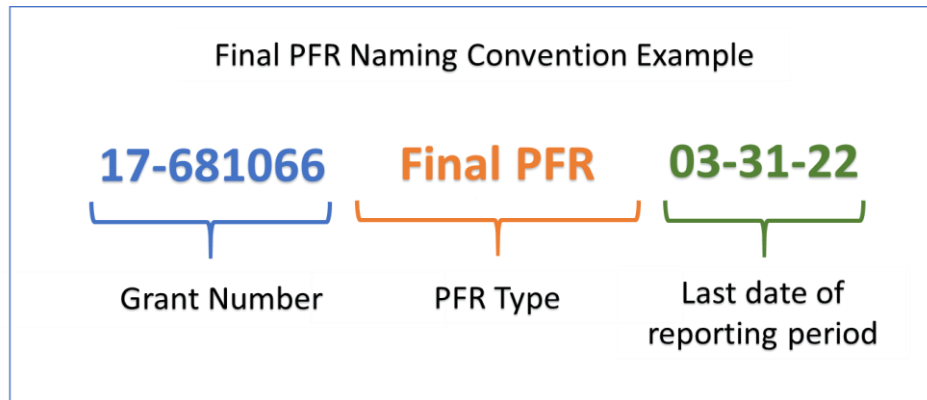 Final PFR Naming Convention Example
17-681066 Final PFR 03-31-22
Grant Number PFR Type Last date of
reporting period